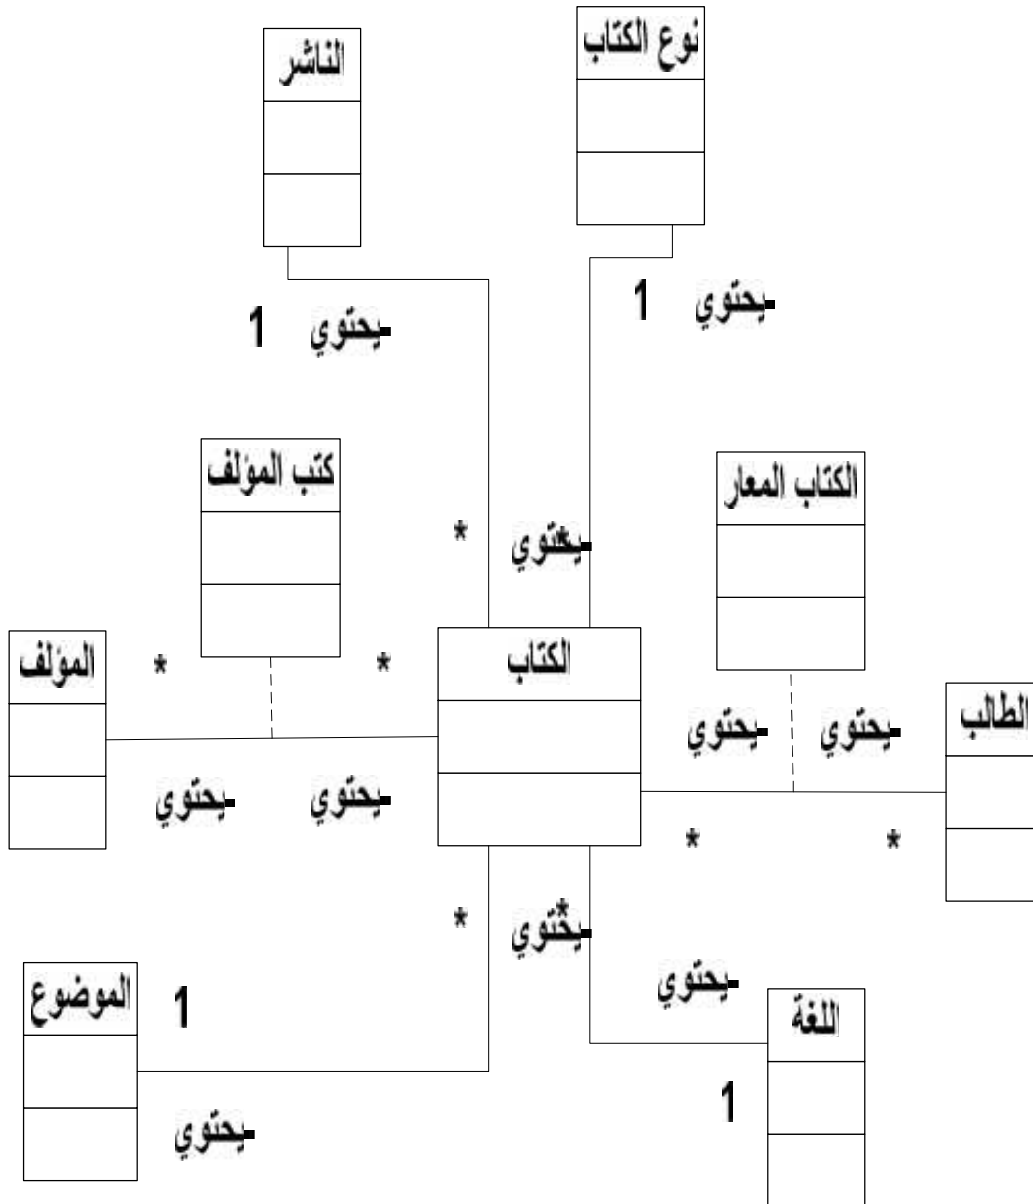 الناشر
نوع الكتاب
1 -يحتوي
1 -يحتوي
كتب المؤلف
الكتاب المعار
*
-يحتوي
*
المؤلف
*
*
الكتاب
الطالب
-يحتوي
-يحتوي
-يحتوي
-يحتوي
*
*
*
-يحتوي
*
-يحتوي
الموضوع
1
اللغة
1
-يحتوي